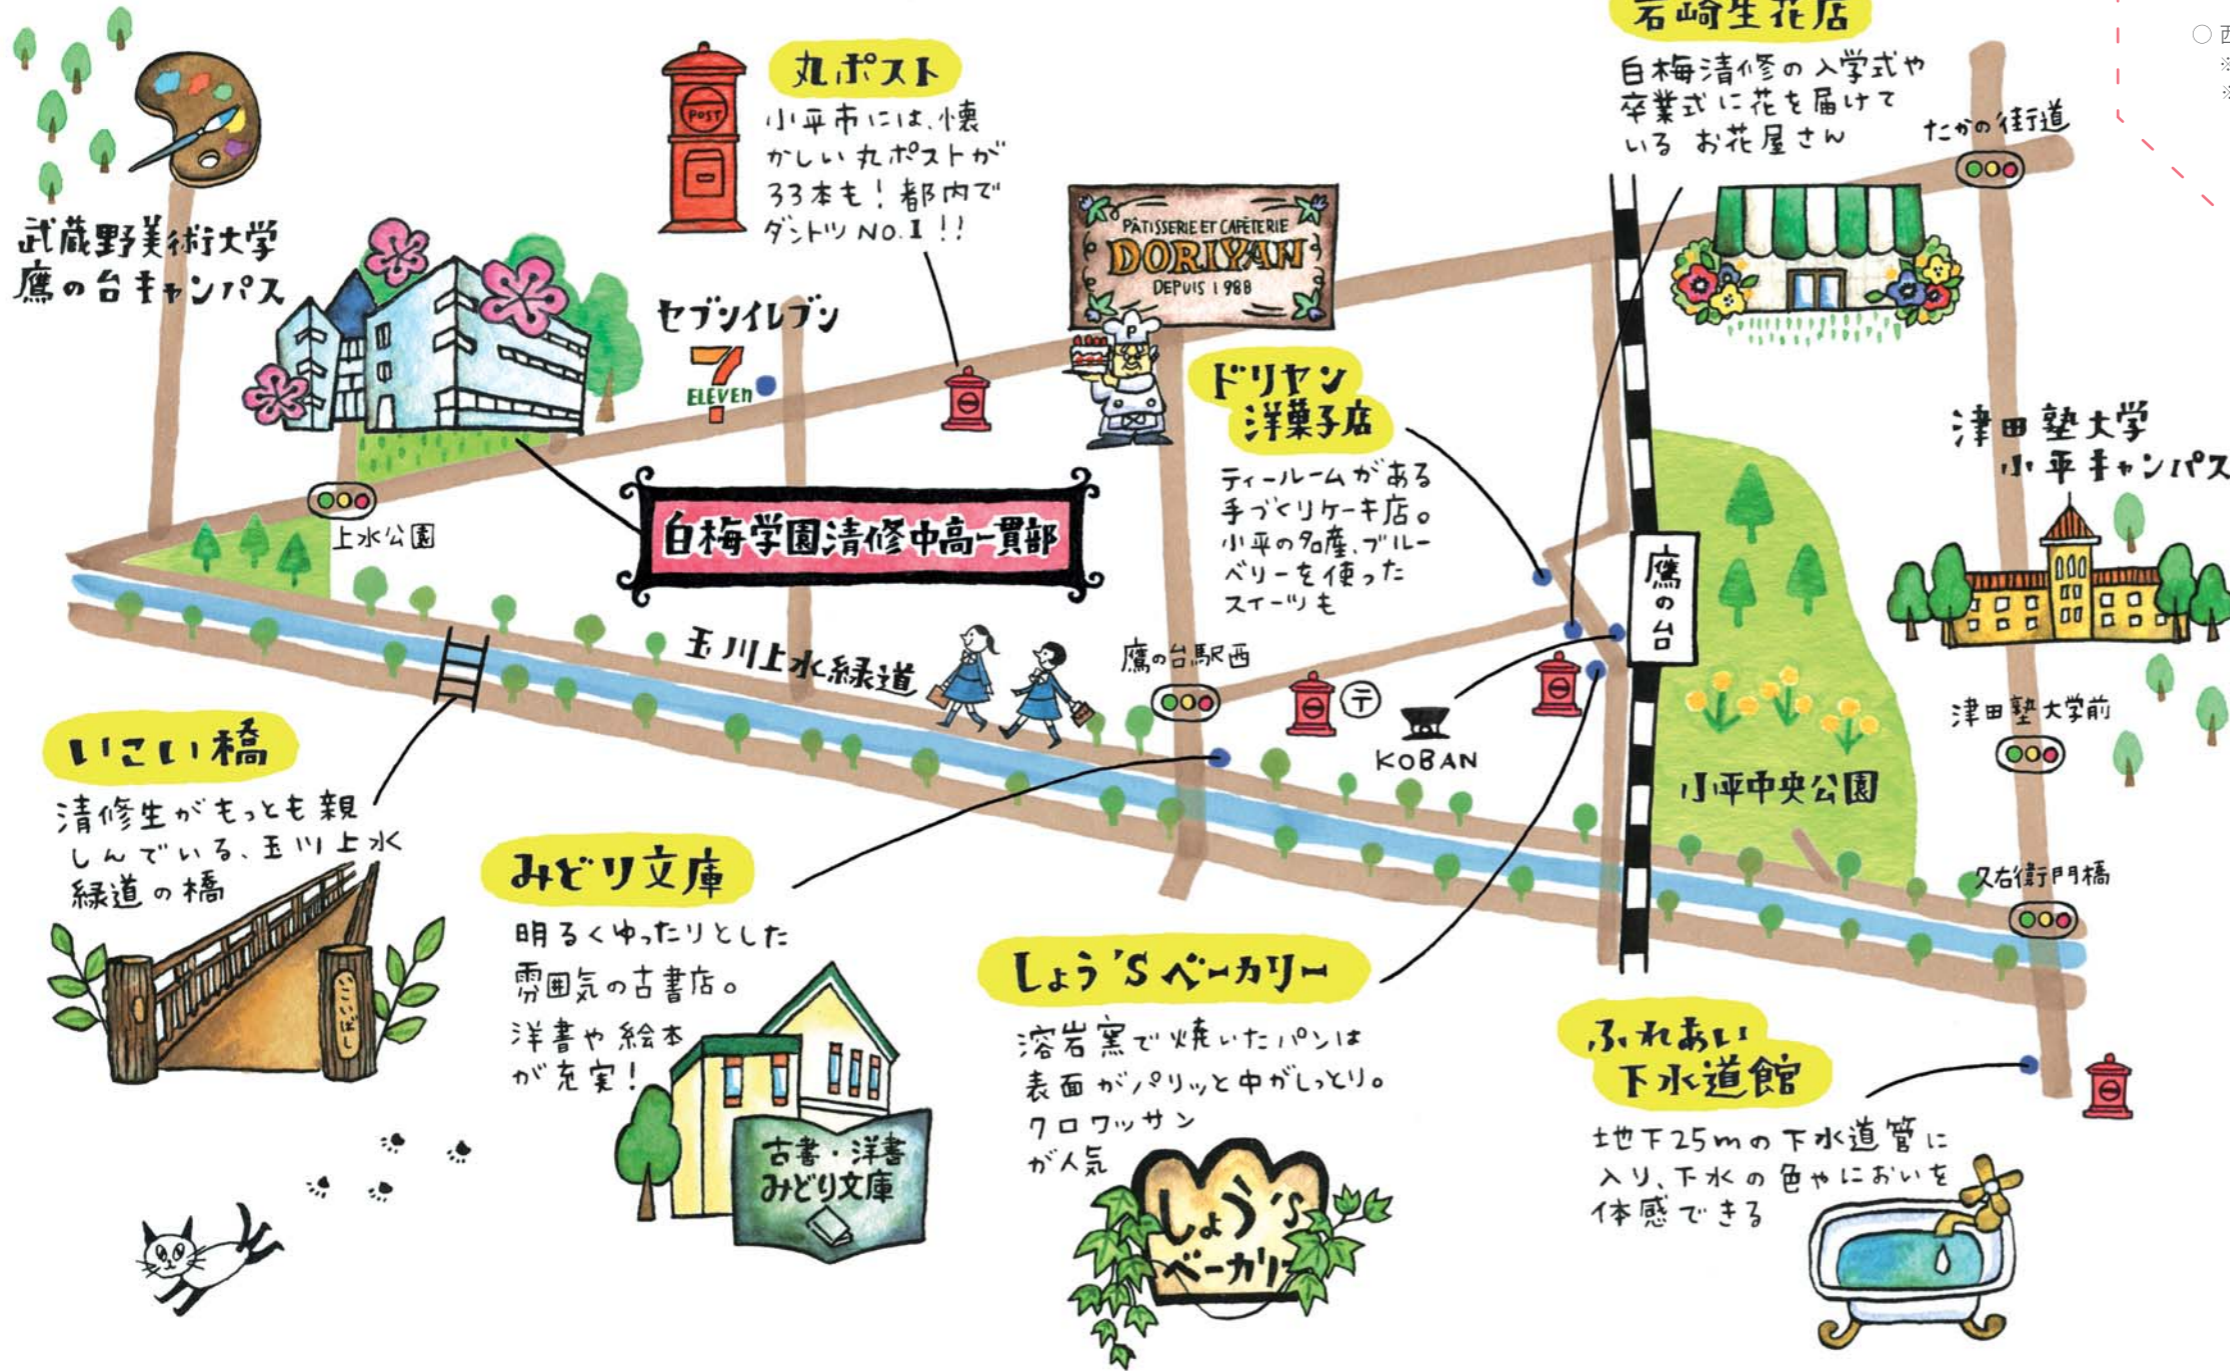 岩崎生花店
白梅清修の入学式や
卒業式に花を届けて
いる お花屋さん
たかの街道
丸ポスト
POST
小平市には、懐
かしい丸ポストが
33本も！都内で
ダントツNO.1!!
武蔵野美術大学
鷹の台キャンパス
セブンイレブン
7
ELEVEn
PÂTISSERIE ET CAFÉTERIE
DORIYAN
DEPUIS 1988
P
ドリヤン
洋菓子店
ティールームがある
手づくりケーキ店。
小平の名産、ブルー
ベリーを使った
スイーツも
津田塾大学
小平キャンパス
上水公園
白梅学園清修中高一貫部
鷹の台
玉川上水緑道
鷹の台駅西
〒
KOBAN
津田塾大学前
小平中央公園
久右衛門橋
いこい橋
清修生がもっとも親
しんでいる、玉川上水
緑道の橋
いこいばし
みどり文庫
明るくゆったりとした
雰囲気の古書店。
洋書や絵本
が充実！
古書・洋書
みどり文庫
しょう'Sベーカリー
溶岩窯で焼いたパンは
表面がパリッと中がしっとり。
クロワッサン
が人気
しょう'S
ベーカリー
ふれあい
下水道館
地下25mの下水道管に
入り、下水の色やにおいを
体感できる